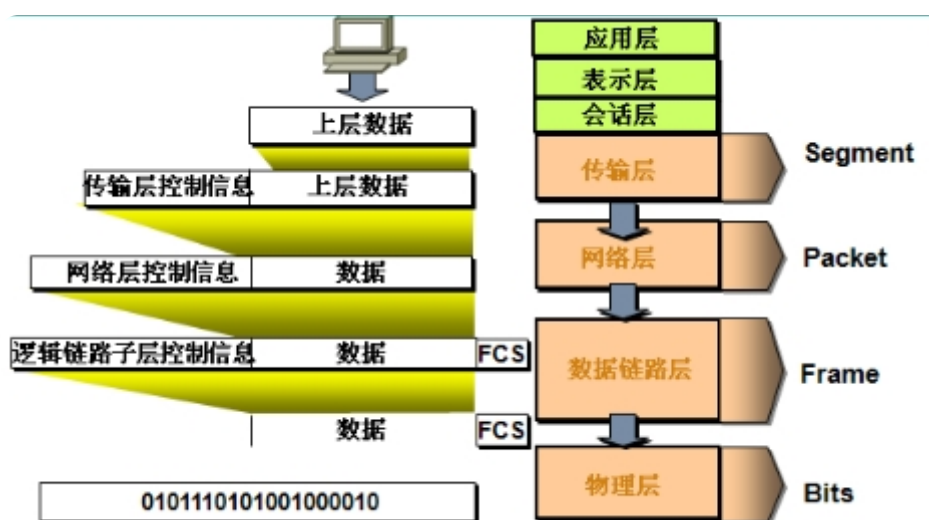 上层数据
传输层控制信息 上层数据
网络层控制信息 数据
逻辑链路子层控制信息 数据 FCS
数据 FCS
0101110101001000010
应用层
表示层
会话层
传输层 Segment
网络层 Packet
数据链路层 Frame
物理层 Bits